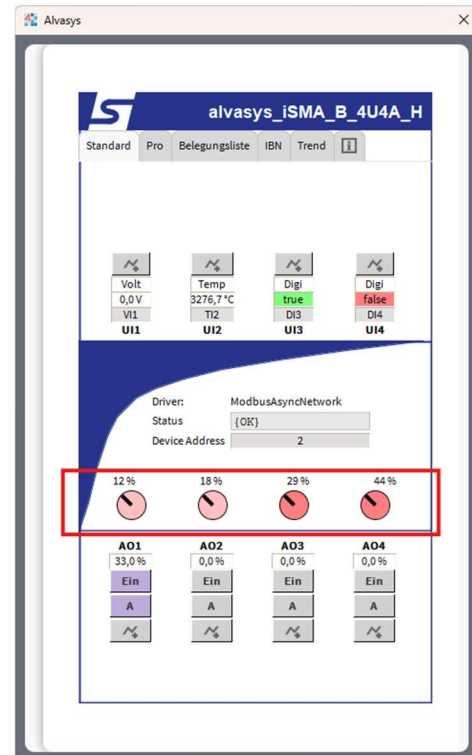 Alvasys
alvasys_iSMA_B_4U4A_H
Standard Pro Belegungsliste IBN Trend i
Volt Temp Digi Digi
0,0 V 3276,7 °C true false
VI1 TI2 DI3 DI4
UI1 UI2 UI3 UI4
Driver: ModbusAsyncNetwork
Status {OK}
Device Address 2
12 % 18 % 29 % 44 %
AO1 AO2 AO3 AO4
33,0 % 0,0 % 0,0 % 0,0 %
Ein Ein Ein Ein
A A A A